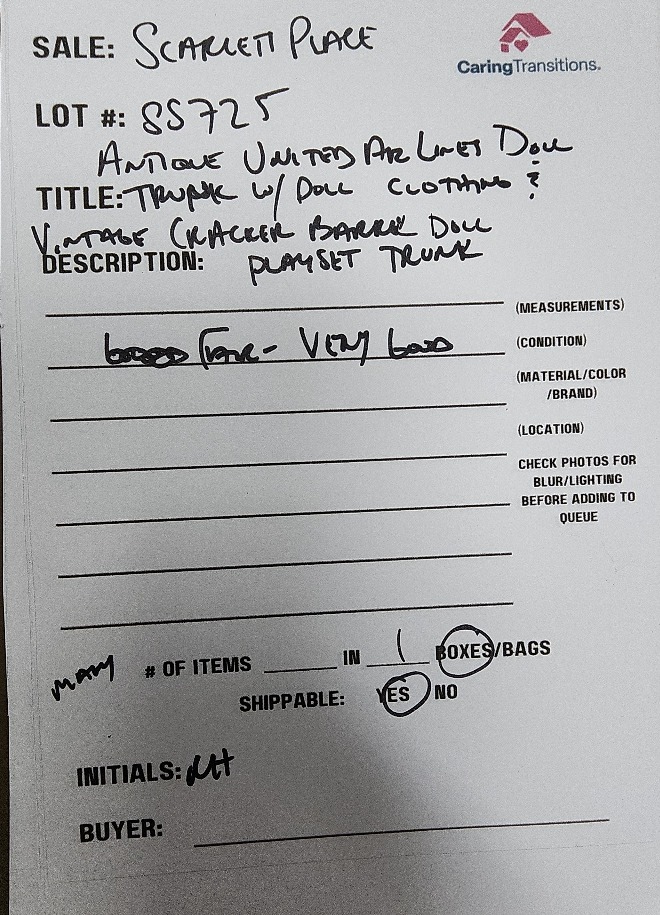 SALE: SCARLETT PLACE
CaringTransitions.
LOT #: SS725
ANTIQUE UNITED AIR LINES DOLL
TITLE: TRUNK W/ DOLL CLOTHING &
VINTAGE CRACKER BARREL DOLL
DESCRIPTION: PLAYSET TRUNK
(MEASUREMENTS)
FAIR - VERY GOOD (CONDITION)
(MATERIAL/COLOR
/BRAND)
(LOCATION)
CHECK PHOTOS FOR
BLUR/LIGHTING
BEFORE ADDING TO
QUEUE
MANY # OF ITEMS IN 1 BOXES/BAGS
SHIPPABLE: YES NO
INITIALS:
BUYER: